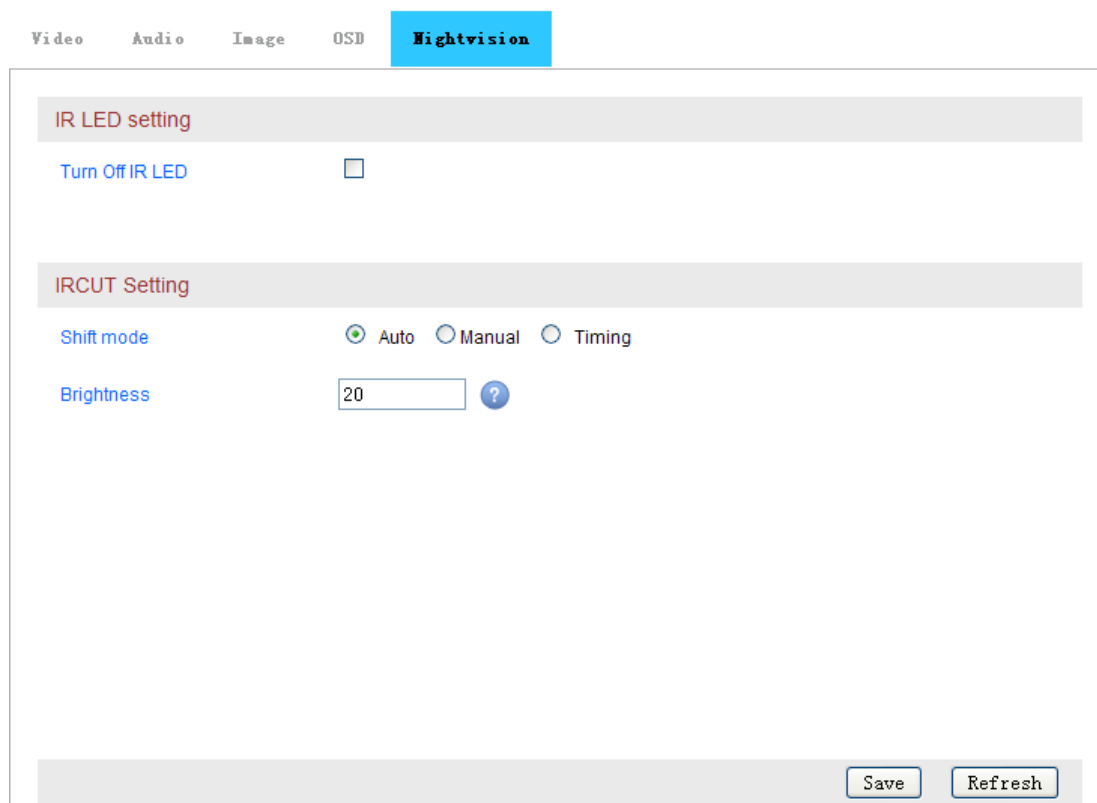 Video Audio Image OSD Nightvision
IR LED setting
Turn Off IR LED
IRCUT Setting
Shift mode Auto Manual Timing
Brightness 20 ?
Save Refresh